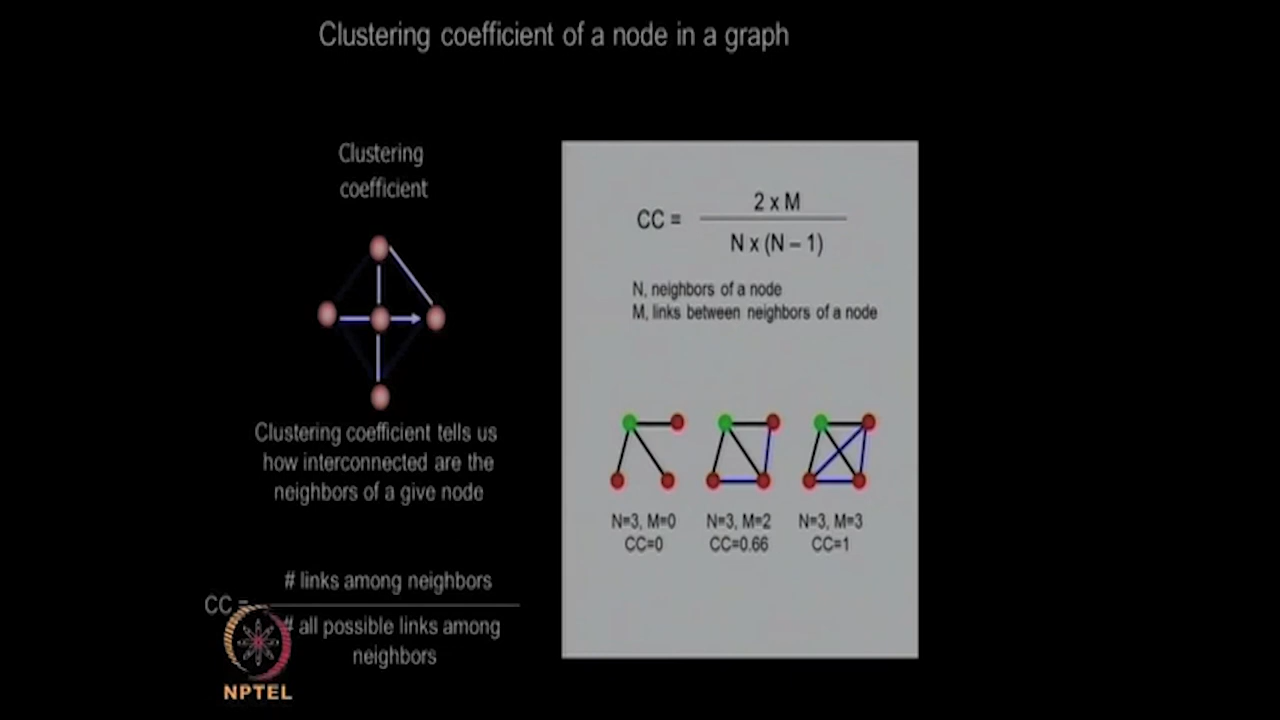 Clustering coefficient of a node in a graph
Clustering
coefficient
Clustering coefficient tells us
how interconnected are the
neighbors of a give node
CC =
# links among neighbors
# all possible links among
neighbors
NPTEL
CC =
2 x M
N x (N – 1)
N, neighbors of a node
M, links between neighbors of a node
N=3, M=0
CC=0
N=3, M=2
CC=0.66
N=3, M=3
CC=1